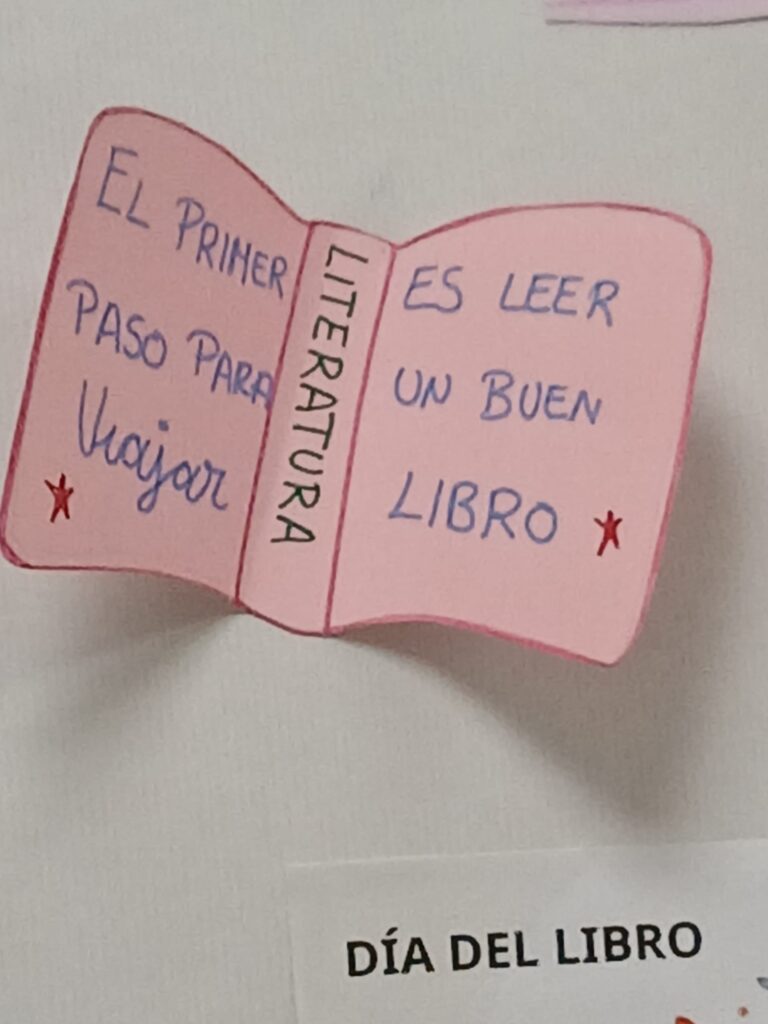 EL PRIMER
PASO PARA
Viajar
LITERATURA
ES LEER
UN BUEN
LIBRO
DÍA DEL LIBRO